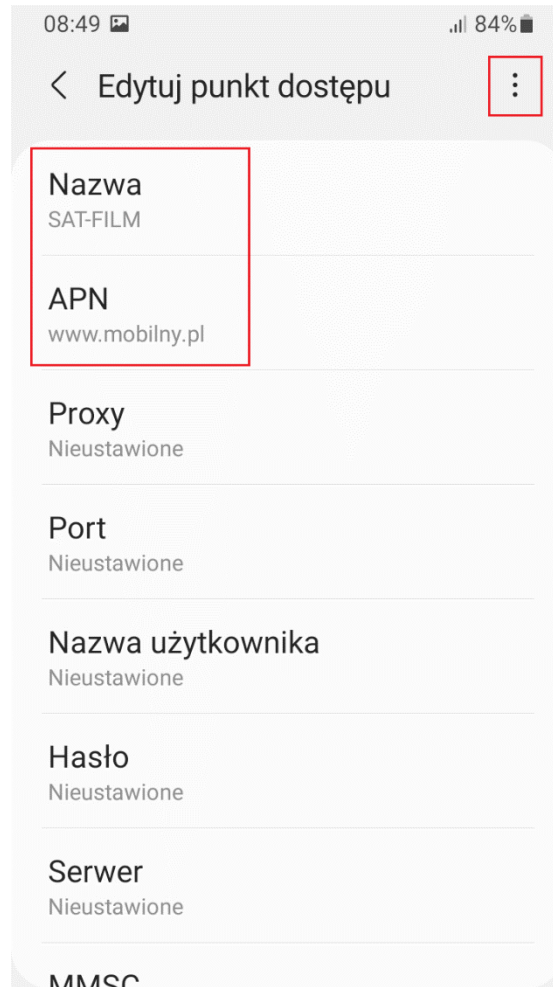 08:49 84%
Edytuj punkt dostępu
Nazwa
SAT-FILM
APN
www.mobilny.pl
Proxy
Nieustawione
Port
Nieustawione
Nazwa użytkownika
Nieustawione
Hasło
Nieustawione
Serwer
Nieustawione
MMSC